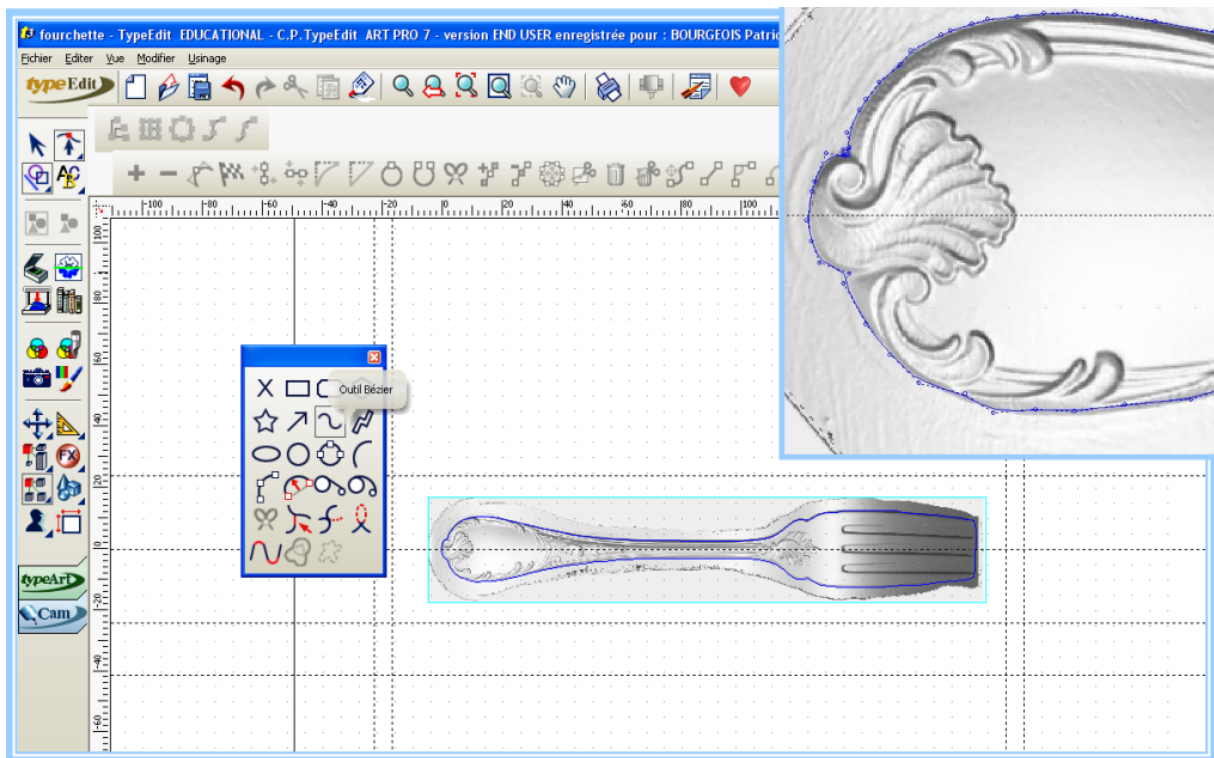 fourchette - TypeEdit EDUCATIONAL - C.P.TypeEdit ART PRO 7 - version END USER enregistrée pour : BOURGEOIS Patric
Fichier Editer Vue Modifier Usinage
typeEdit
-100 -80 -60 -40 -20 0 20 40 60 80 100
100
80
60
40
20
0
-20
-40
-60
Outil Bézier
typeArt
Cam